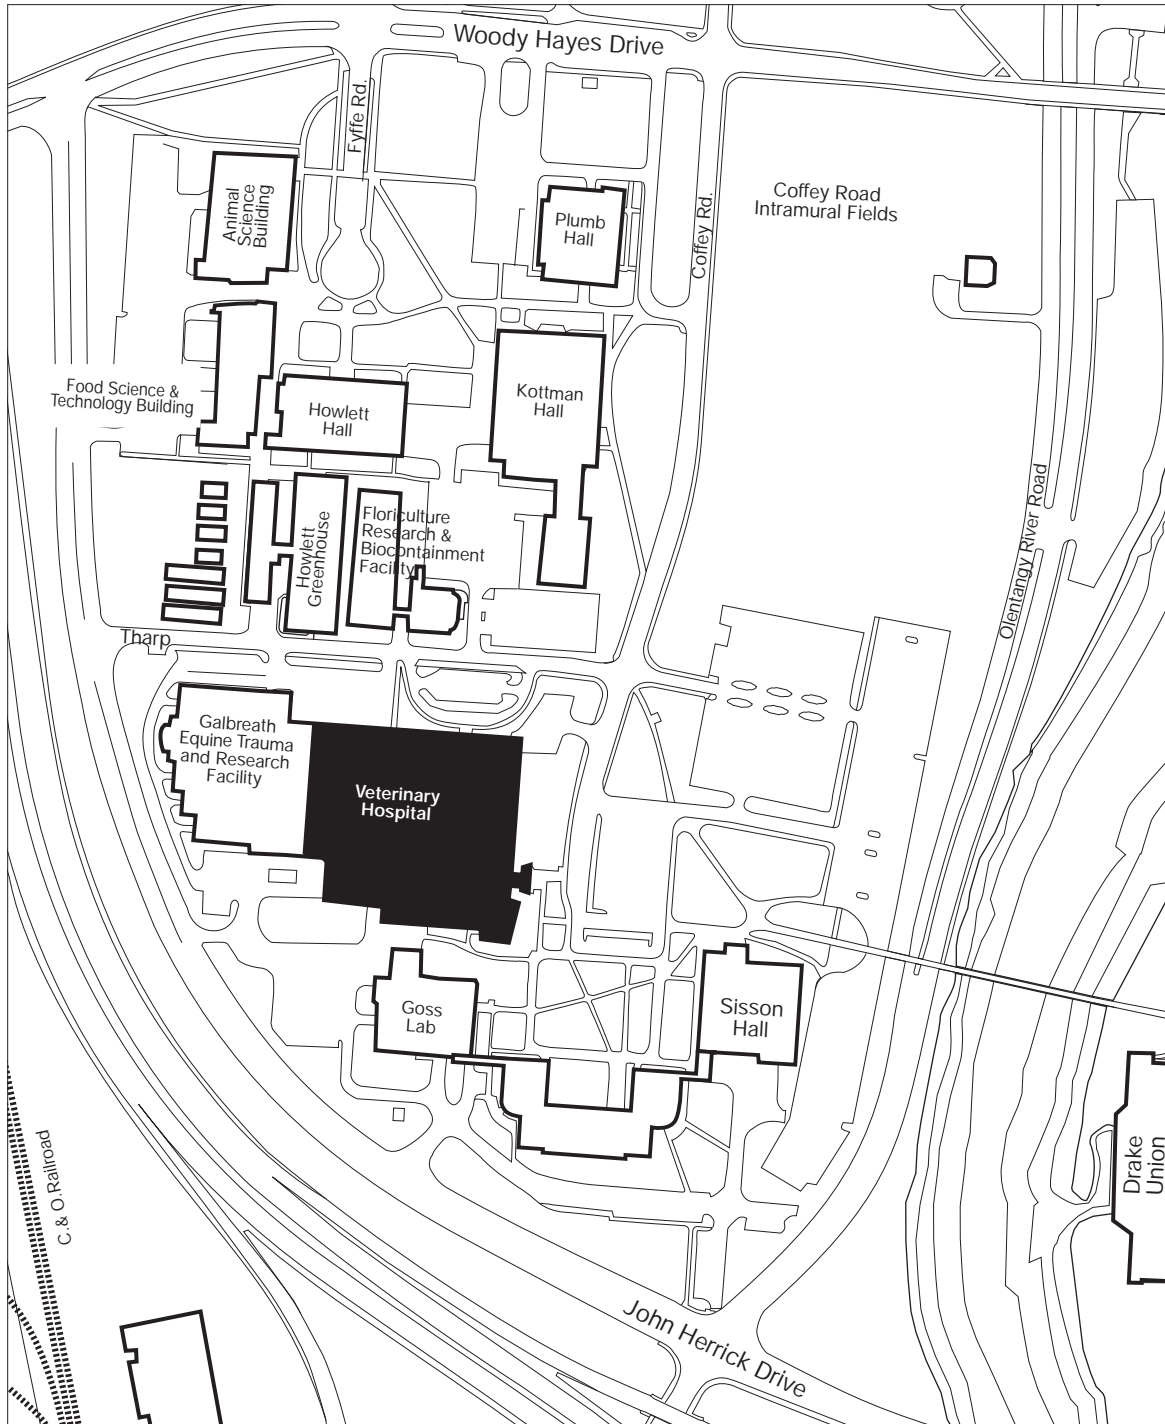 Woody Hayes Drive
Fyffe Rd.
Animal
Science
Building
Plumb
Hall
Coffey Rd.
Coffey Road
Intramural Fields
Food Science &
Technology Building
Howlett
Hall
Kottman
Hall
Olentangy River Road
Howlett
Greenhouse
Floriculture
Research &
Biocontainment
Facility
Tharp
Galbreath
Equine Trauma
and Research
Facility
Veterinary
Hospital
Goss
Lab
Sisson
Hall
Drake
Union
C.& O.Railroad
John Herrick Drive